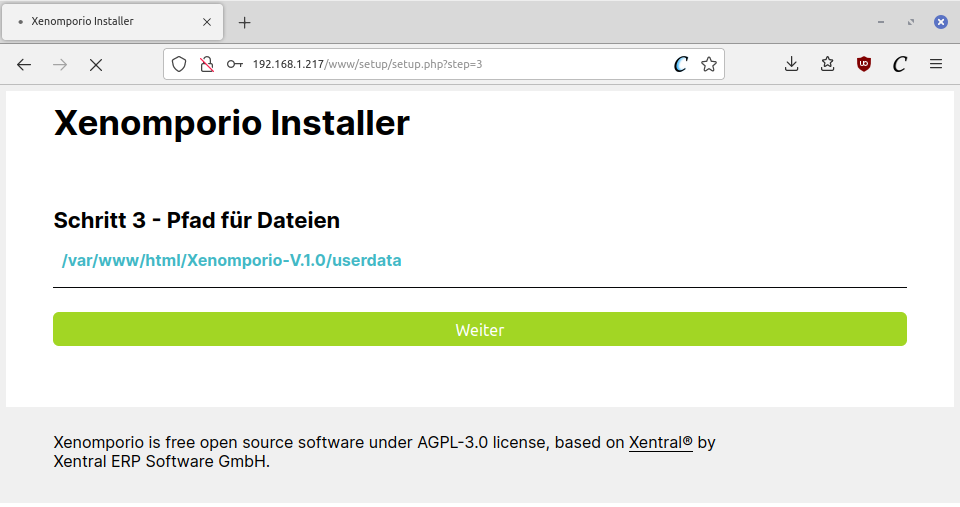 Xenomporio Installer
192.168.1.217/www/setup/setup.php?step=3
Xenomporio Installer
Schritt 3 - Pfad für Dateien
/var/www/html/Xenomporio-V.1.0/userdata
Weiter
Xenomporio is free open source software under AGPL-3.0 license, based on Xentral® by
Xentral ERP Software GmbH.